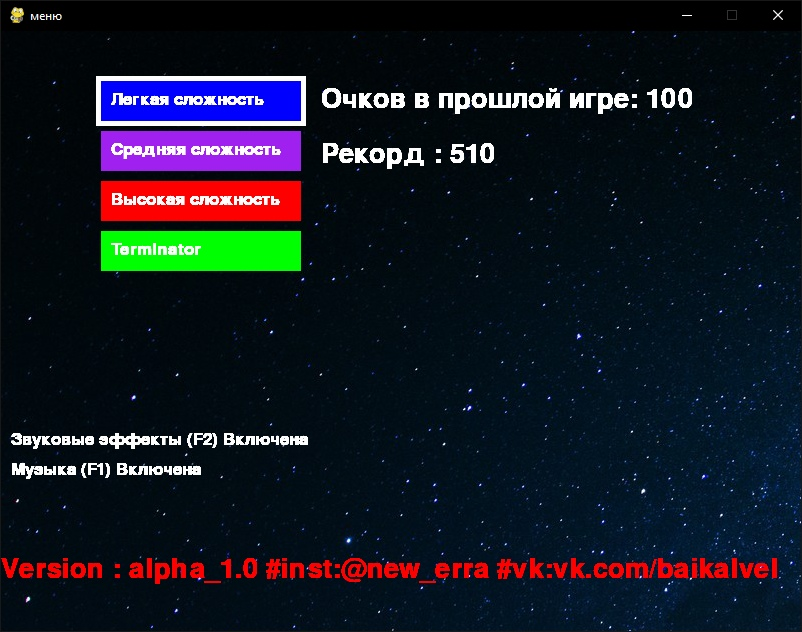 меню
Легкая сложность
Очков в прошлой игре: 100
Средняя сложность
Рекорд : 510
Высокая сложность
Terminator
Звуковые эффекты (F2) Включена
Музыка (F1) Включена
Version : alpha_1.0 #inst:@new_erra #vk:vk.com/baikalvel